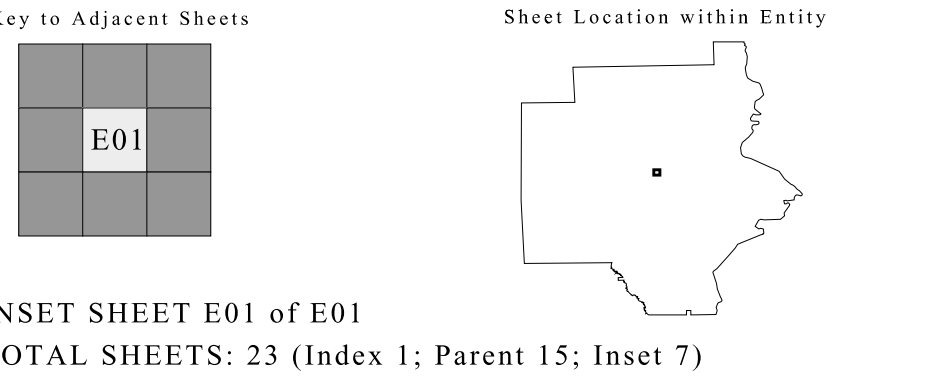 ey to Adjacent Sheets
Sheet Location within Entity
E01
NSET SHEET E01 of E01
OTAL SHEETS: 23 (Index 1; Parent 15; Inset 7)